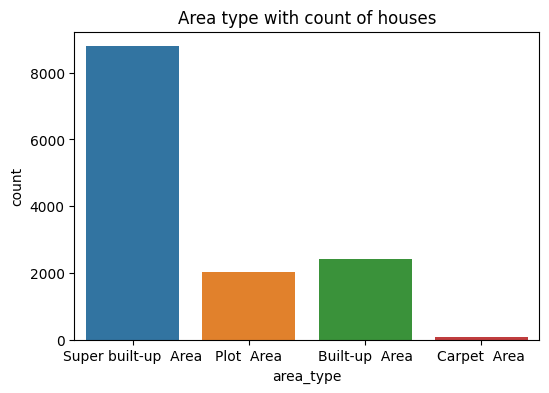 Area type with count of houses
count
8000
6000
4000
2000
0
Super built-up  Area
Plot  Area
Built-up  Area
Carpet  Area
area_type